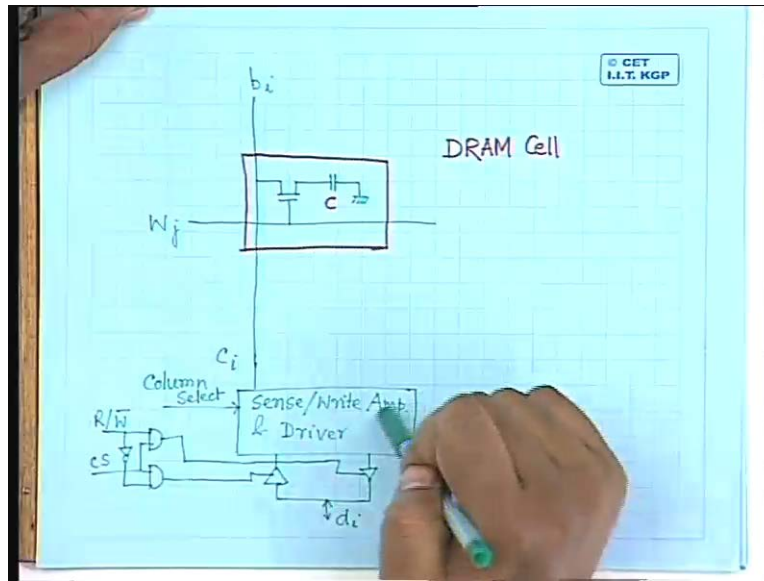 © CET
I.I.T. KGP
bi
DRAM Cell
C
Wj
Ci
Column
Select
Sense/Write Amp.
& Driver
R/W̅
CS
di